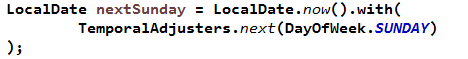 LocalDate nextSunday = LocalDate.now().with(
TemporalAdjusters.next(DayOfWeek.SUNDAY)
);